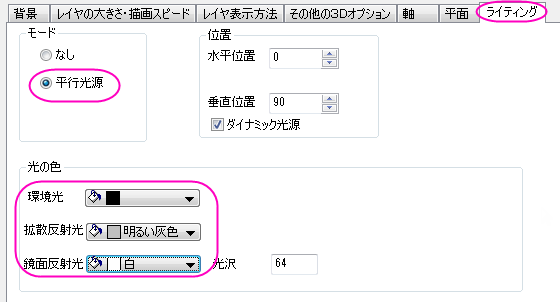 背景 レイヤの大きさ・描画スピード レイヤ表示方法 その他の3Dオプション 軸 平面 ライティング
モード
なし
平行光源
位置
水平位置 0
垂直位置 90
ダイナミック光源
光の色
環境光
拡散反射光 明るい灰色
鏡面反射光 白 光沢 64